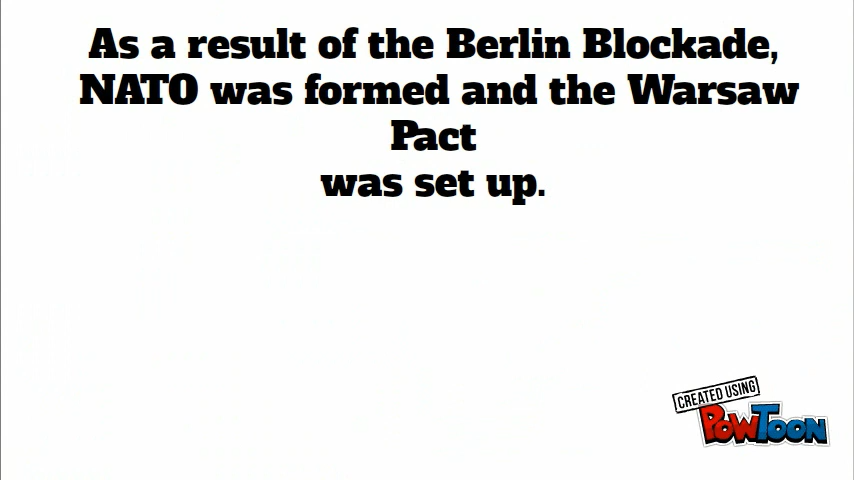 As a result of the Berlin Blockade,
NATO was formed and the Warsaw
Pact
was set up.
CREATED USING
POWTOON